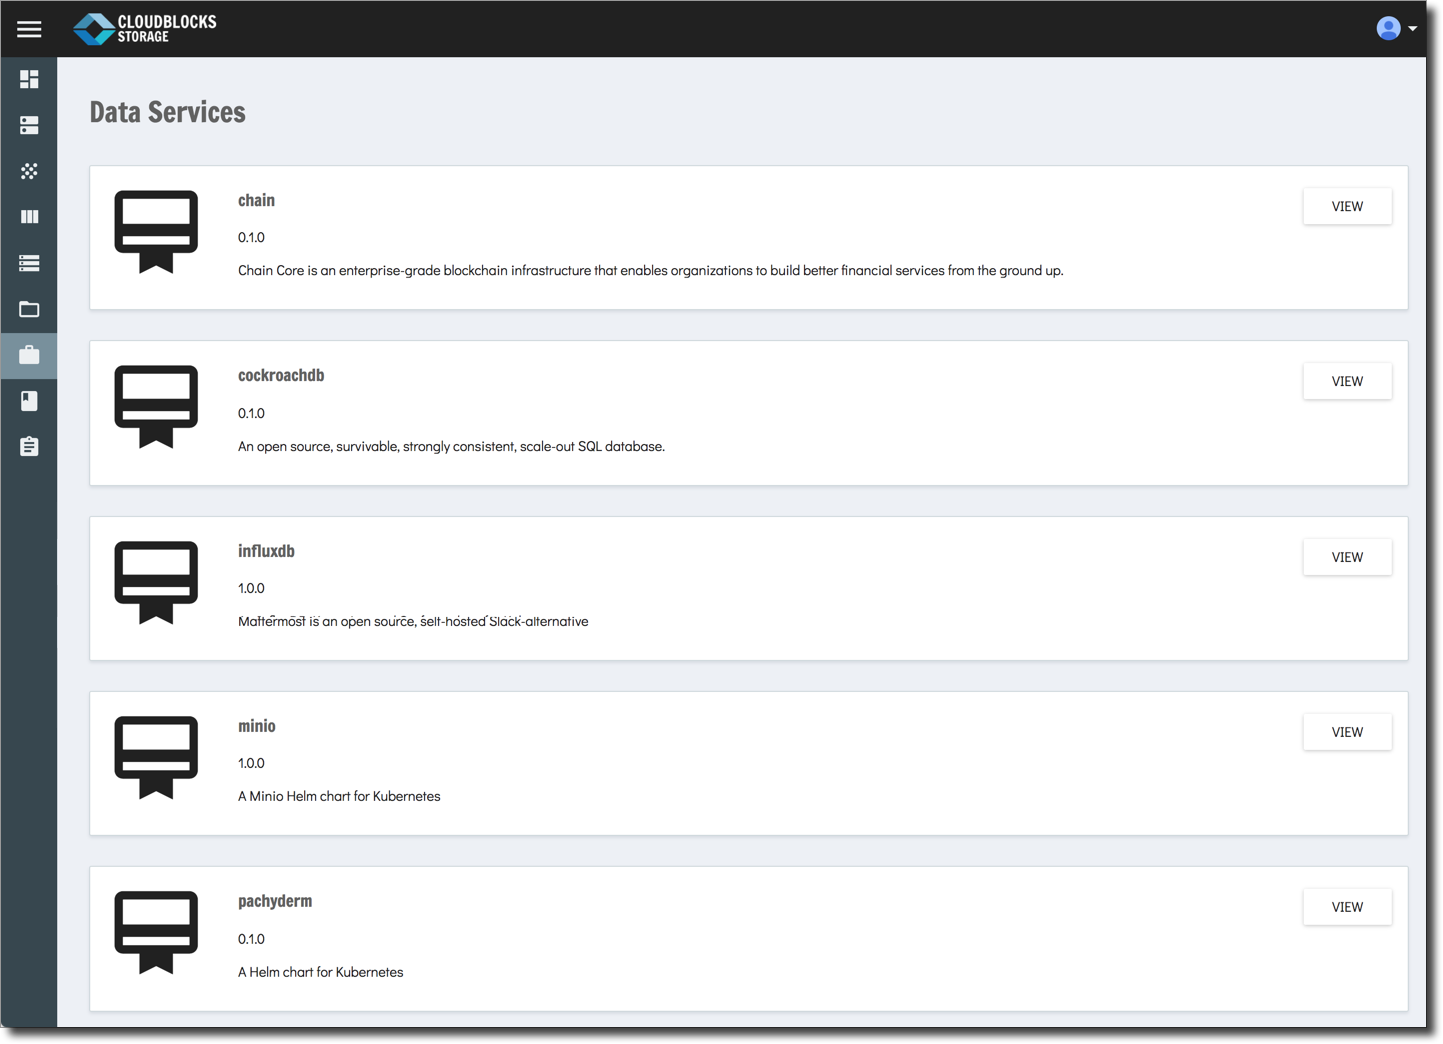 CLOUDBLOCKS
STORAGE
Data Services
chain
VIEW
0.1.0
Chain Core is an enterprise-grade blockchain infrastructure that enables organizations to build better financial services from the ground up.
cockroachdb
VIEW
0.1.0
An open source, survivable, strongly consistent, scale-out SQL database.
influxdb
VIEW
1.0.0
Mattermost is an open source, self-hosted Slack-alternative
minio
VIEW
1.0.0
A Minio Helm chart for Kubernetes
pachyderm
VIEW
0.1.0
A Helm chart for Kubernetes